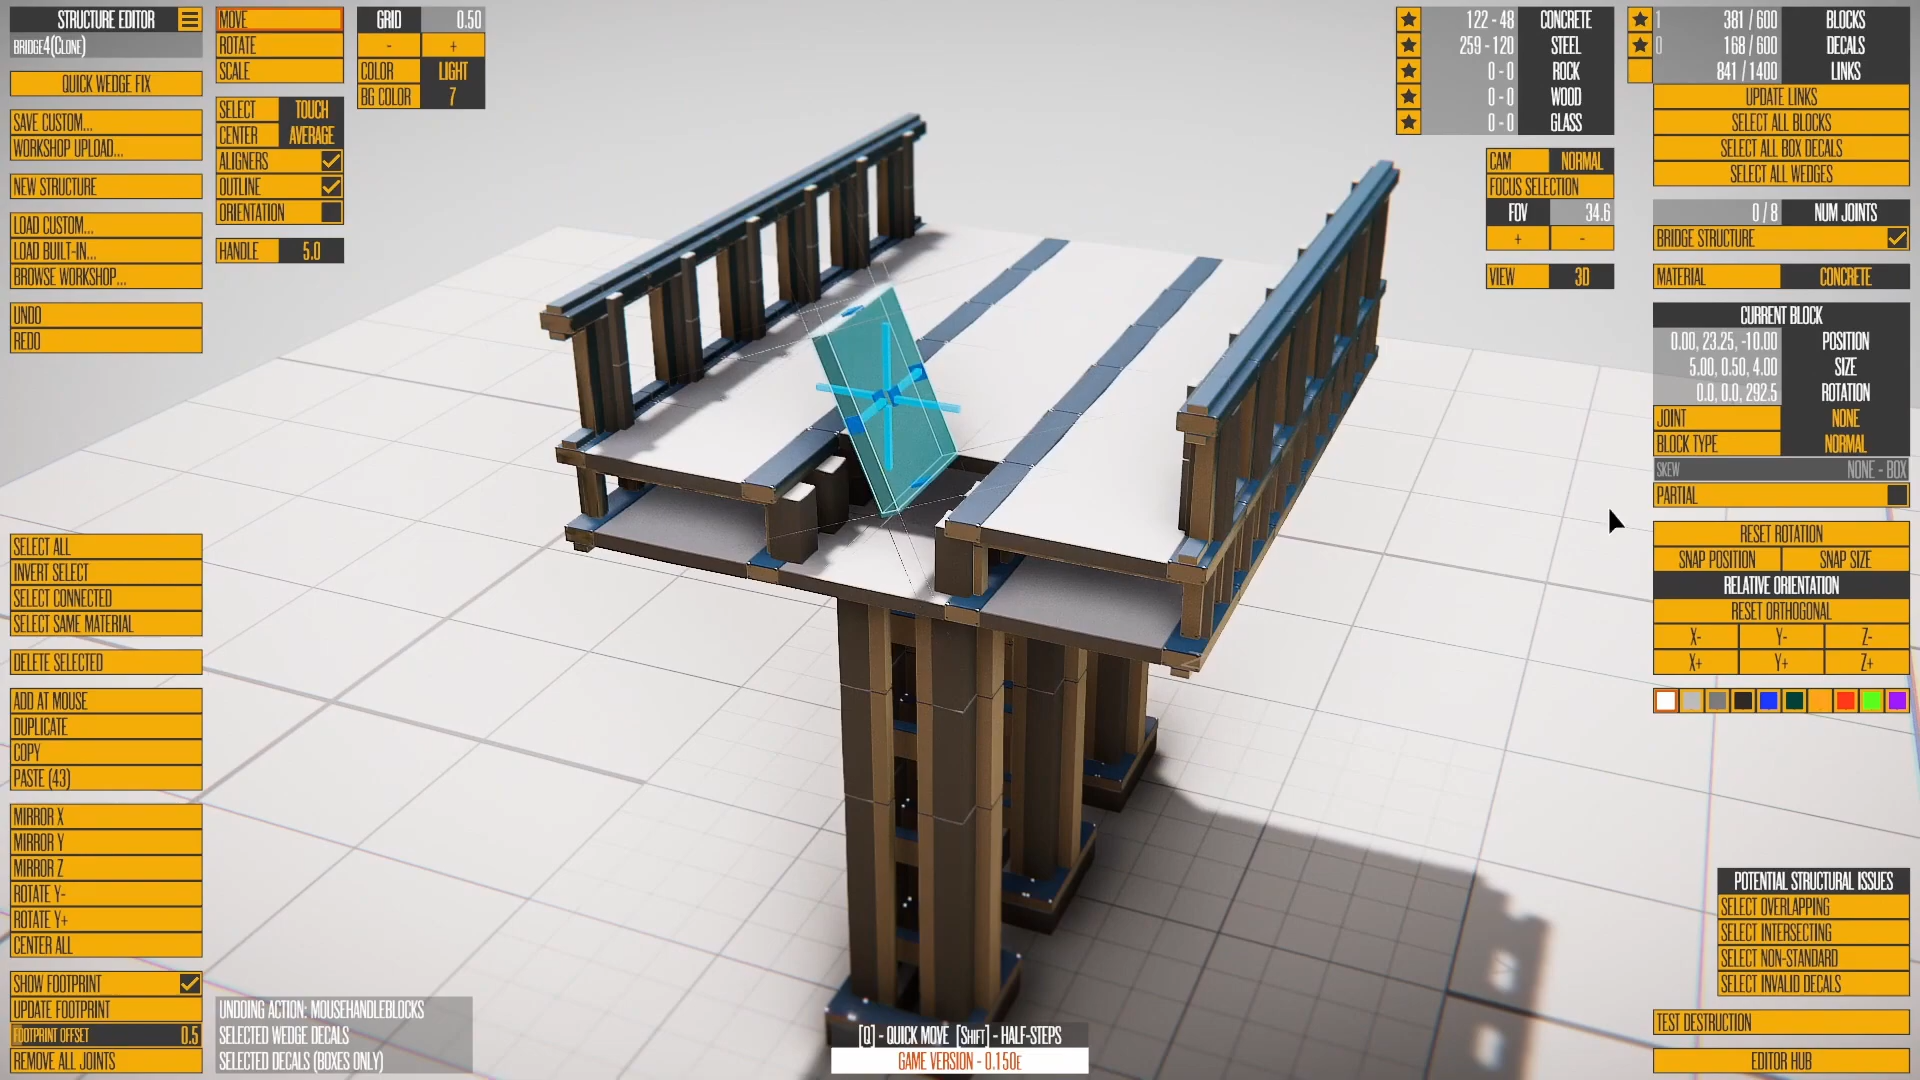 STRUCTURE EDITOR
BRIDGE4(CLONE)
QUICK WEDGE FIX
SAVE CUSTOM...
WORKSHOP UPLOAD...
NEW STRUCTURE
LOAD CUSTOM...
LOAD BUILT-IN...
BROWSE WORKSHOP...
UNDO
REDO
SELECT ALL
INVERT SELECT
SELECT CONNECTED
SELECT SAME MATERIAL
DELETE SELECTED
ADD AT MOUSE
DUPLICATE
COPY
PASTE (43)
MIRROR X
MIRROR Y
MIRROR Z
ROTATE Y-
ROTATE Y+
CENTER ALL
SHOW FOOTPRINT
UPDATE FOOTPRINT
FOOTPRINT OFFSET 0.5
REMOVE ALL JOINTS
MOVE
ROTATE
SCALE
SELECT TOUCH
CENTER AVERAGE
ALIGNERS
OUTLINE
ORIENTATION
HANDLE 5.0
GRID 0.50
- +
COLOR LIGHT
BG COLOR 7
UNDOING ACTION: MOUSEHANDLEBLOCKS
SELECTED WEDGE DECALS
SELECTED DECALS (BOXES ONLY)
[Q] - QUICK MOVE [SHIFT] - HALF-STEPS
GAME VERSION - 0.150E
122 - 48 CONCRETE
259 - 120 STEEL
0 - 0 ROCK
0 - 0 WOOD
0 - 0 GLASS
CAM NORMAL
FOCUS SELECTION
FOV 34.6
+ -
VIEW 3D
1 381 / 600 BLOCKS
0 168 / 600 DECALS
841 / 1400 LINKS
UPDATE LINKS
SELECT ALL BLOCKS
SELECT ALL BOX DECALS
SELECT ALL WEDGES
0 / 8 NUM JOINTS
BRIDGE STRUCTURE
MATERIAL CONCRETE
CURRENT BLOCK
0.00, 23.25, -10.00 POSITION
5.00, 0.50, 4.00 SIZE
0.0, 0.0, 292.5 ROTATION
JOINT NONE
BLOCK TYPE NORMAL
SKEW NONE - BOX
PARTIAL
RESET ROTATION
SNAP POSITION SNAP SIZE
RELATIVE ORIENTATION
RESET ORTHOGONAL
X- Y- Z-
X+ Y+ Z+
POTENTIAL STRUCTURAL ISSUES
SELECT OVERLAPPING
SELECT INTERSECTING
SELECT NON-STANDARD
SELECT INVALID DECALS
TEST DESTRUCTION
EDITOR HUB